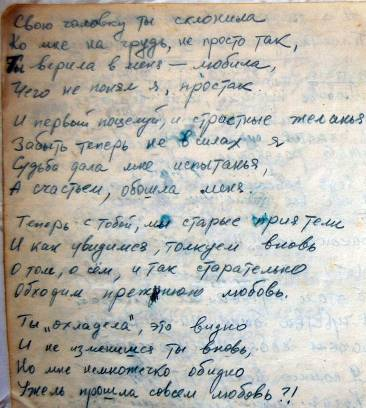 Свою головку ты склонила
Ко мне на грудь, не просто так,
Ты верила в меня — любила,
Чего не понял я, простак.
И первый поцелуй, и страстные желанья
Забыть теперь не в силах я
Судьба дала мне испытанья,
А счастьем, обошла меня.
Теперь с тобой, мы старые приятели
И как увидимся, толкуем вновь
О том, о сём, и так старательно
Обходим прежнюю любовь.
Ты „охладела", это видно
И не изменишся ты вновь,
Но мне немножечко обидно
Ужель прошла совсем любовь?!